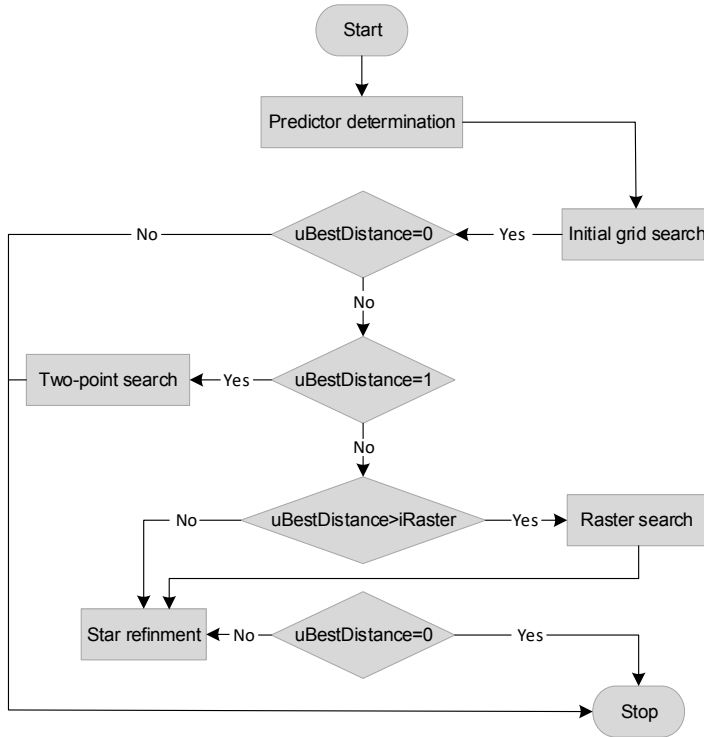 Start
Predictor determination
No
uBestDistance=0
Yes
Initial grid search
No
Two-point search
Yes
uBestDistance=1
No
No
uBestDistance>iRaster
Yes
Raster search
Star refinment
No
uBestDistance=0
Yes
Stop